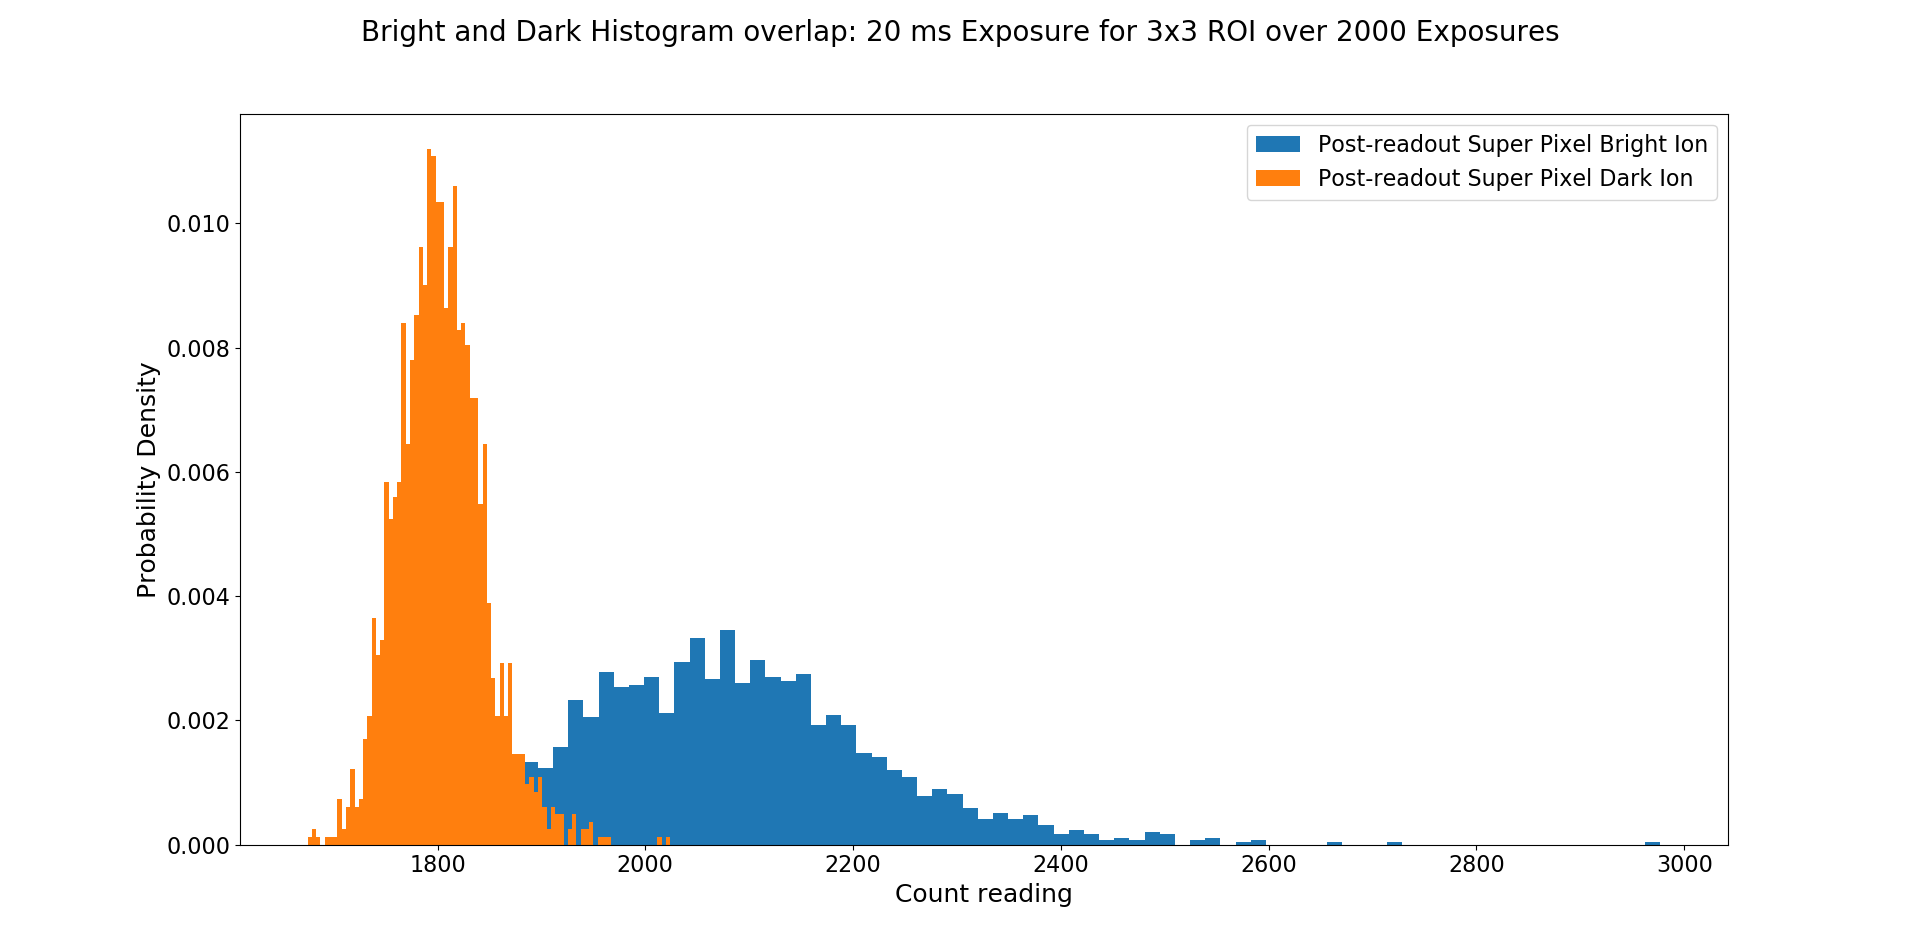 Bright and Dark Histogram overlap: 20 ms Exposure for 3x3 ROI over 2000 Exposures
Post-readout Super Pixel Bright Ion
Post-readout Super Pixel Dark Ion
Probability Density
0.010
0.008
0.006
0.004
0.002
0.000
1800 2000 2200 2400 2600 2800 3000
Count reading